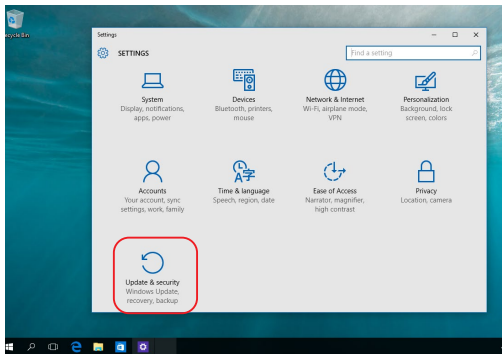 ecycle Bin
Settings
SETTINGS
Find a setting
System
Display, notifications,
apps, power
Devices
Bluetooth, printers,
mouse
Network & Internet
Wi-Fi, airplane mode,
VPN
Personalization
Background, lock
screen, colors
Accounts
Your account, sync
settings, work, family
Time & language
Speech, region, date
Ease of Access
Narrator, magnifier,
high contrast
Privacy
Location, camera
Update & security
Windows Update,
recovery, backup